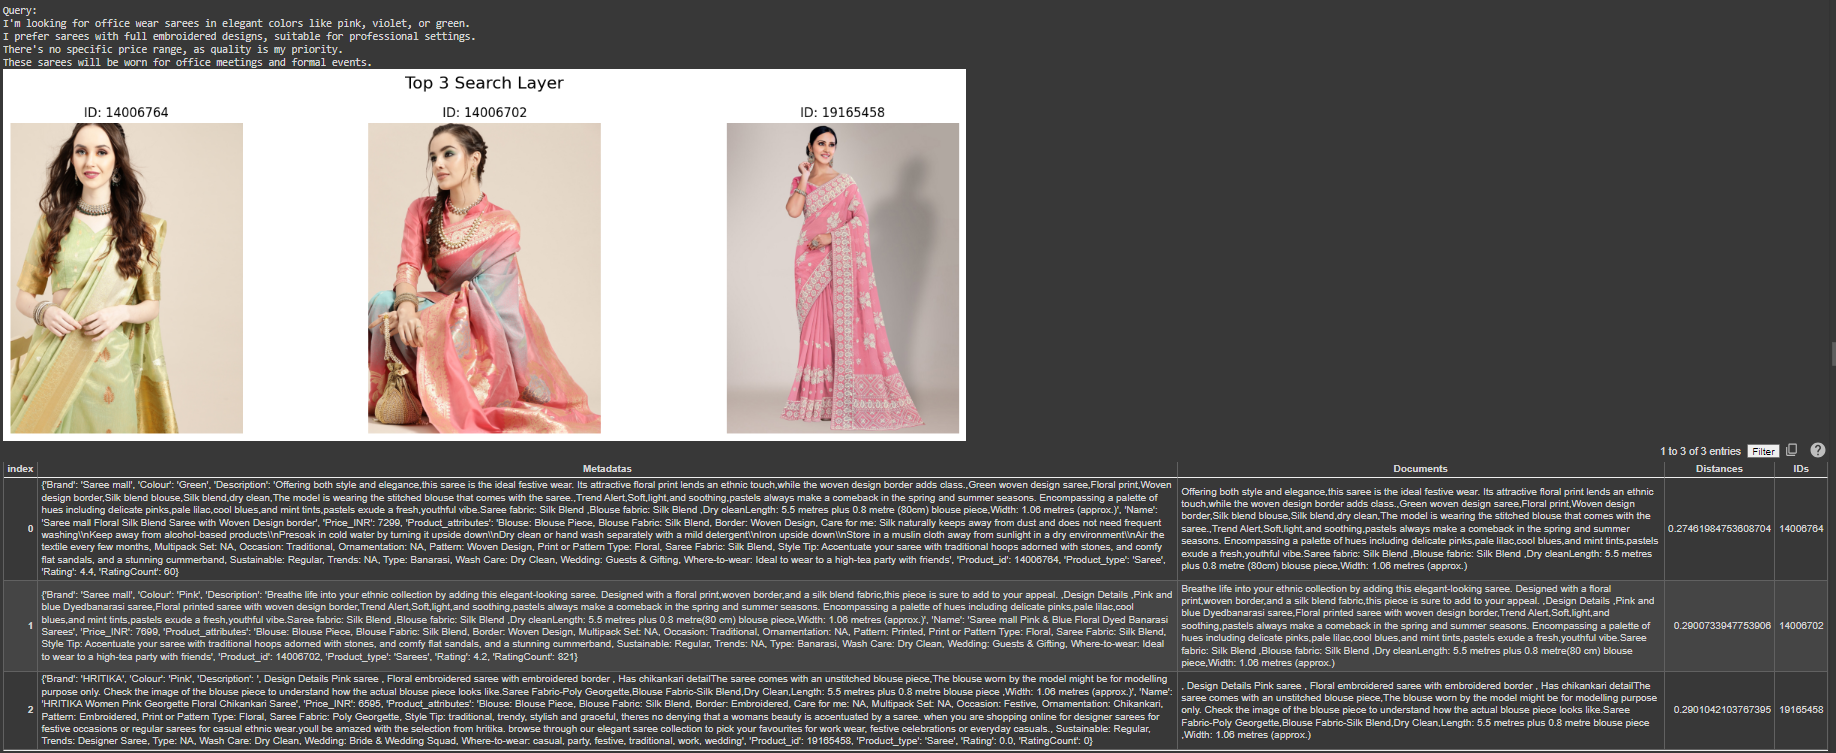 Query:
I'm looking for office wear sarees in elegant colors like pink, violet, or green.
I prefer sarees with full embroidered designs, suitable for professional settings.
There's no specific price range, as quality is my priority.
These sarees will be worn for office meetings and formal events.
Top 3 Search Layer
ID: 14006764
ID: 14006702
ID: 19165458
1 to 3 of 3 entries Filter
index Metadatas Documents Distances IDs
0
{'Brand': 'Saree mall', 'Colour': 'Green', 'Description': 'Offering both style and elegance,this saree is the ideal festive wear. Its attractive floral print lends an ethnic touch,while the woven design border adds class.,Green woven design saree,Floral print,Woven
design border,Silk blend blouse,Silk blend,dry clean,The model is wearing the stitched blouse that comes with the saree.,Trend Alert,Soft,light,and soothing,pastels always make a comeback in the spring and summer seasons. Encompassing a palette of
hues including delicate pinks,pale lilac,cool blues,and mint tints,pastels exude a fresh,youthful vibe.Saree fabric: Silk Blend ,Blouse fabric: Silk Blend ,Dry cleanLength: 5.5 metres plus 0.8 metre (80cm) blouse piece,Width: 1.06 metres (approx.)', 'Name':
'Saree mall Floral Silk Blend Saree with Woven Design border', 'Price_INR': 7299, 'Product_attributes': 'Blouse: Blouse Piece, Blouse Fabric: Silk Blend, Border: Woven Design, Care for me: Silk naturally keeps away from dust and does not need frequent
washing\\nKeep away from alcohol-based products\\nPresoak in cold water by turning it upside down\\nDry clean or hand wash separately with a mild detergent\\nIron upside down\\nStore in a muslin cloth away from sunlight in a dry environment\\nAir the
textile every few months, Multipack Set: NA, Occasion: Traditional, Ornamentation: NA, Pattern: Woven Design, Print or Pattern Type: Floral, Saree Fabric: Silk Blend, Style Tip: Accentuate your saree with traditional hoops adorned with stones, and comfy
flat sandals, and a stunning cummerband, Sustainable: Regular, Trends: NA, Type: Banarasi, Wash Care: Dry Clean, Wedding: Guests & Gifting, Where-to-wear: Ideal to wear to a high-tea party with friends', 'Product_id': 14006764, 'Product_type': 'Saree',
'Rating': 4.4, 'RatingCount': 60}
Offering both style and elegance,this saree is the ideal festive wear. Its attractive floral print lends an ethnic
touch,while the woven design border adds class.,Green woven design saree,Floral print,Woven design
border,Silk blend blouse,Silk blend,dry clean,The model is wearing the stitched blouse that comes with the
saree.,Trend Alert,Soft,light,and soothing,pastels always make a comeback in the spring and summer
seasons. Encompassing a palette of hues including delicate pinks,pale lilac,cool blues,and mint tints,pastels
exude a fresh,youthful vibe.Saree fabric: Silk Blend ,Blouse fabric: Silk Blend ,Dry cleanLength: 5.5 metres
plus 0.8 metre (80cm) blouse piece,Width: 1.06 metres (approx.)
0.27461984753608704 14006764
1
{'Brand': 'Saree mall', 'Colour': 'Pink', 'Description': 'Breathe life into your ethnic collection by adding this elegant-looking saree. Designed with a floral print,woven border,and a silk blend fabric,this piece is sure to add to your appeal. ,Design Details ,Pink and
blue Dyedbanarasi saree,Floral printed saree with woven design border,Trend Alert,Soft,light,and soothing,pastels always make a comeback in the spring and summer seasons. Encompassing a palette of hues including delicate pinks,pale lilac,cool
blues,and mint tints,pastels exude a fresh,youthful vibe.Saree fabric: Silk Blend ,Blouse fabric: Silk Blend ,Dry cleanLength: 5.5 metres plus 0.8 metre(80 cm) blouse piece,Width: 1.06 metres (approx.)', 'Name': 'Saree mall Pink & Blue Floral Dyed Banarasi
Sarees', 'Price_INR': 7699, 'Product_attributes': 'Blouse: Blouse Piece, Blouse Fabric: Silk Blend, Border: Woven Design, Multipack Set: NA, Occasion: Traditional, Ornamentation: NA, Pattern: Printed, Print or Pattern Type: Floral, Saree Fabric: Silk Blend,
Style Tip: Accentuate your saree with traditional hoops adorned with stones, and comfy flat sandals, and a stunning cummerband, Sustainable: Regular, Trends: NA, Type: Banarasi, Wash Care: Dry Clean, Wedding: Guests & Gifting, Where-to-wear: Ideal
to wear to a high-tea party with friends', 'Product_id': 14006702, 'Product_type': 'Sarees', 'Rating': 4.2, 'RatingCount': 821}
Breathe life into your ethnic collection by adding this elegant-looking saree. Designed with a floral
print,woven border,and a silk blend fabric,this piece is sure to add to your appeal. ,Design Details ,Pink and
blue Dyedbanarasi saree,Floral printed saree with woven design border,Trend Alert,Soft,light,and
soothing,pastels always make a comeback in the spring and summer seasons. Encompassing a palette of
hues including delicate pinks,pale lilac,cool blues,and mint tints,pastels exude a fresh,youthful vibe.Saree
fabric: Silk Blend ,Blouse fabric: Silk Blend ,Dry cleanLength: 5.5 metres plus 0.8 metre(80 cm) blouse
piece,Width: 1.06 metres (approx.)
0.2900733947753906 14006702
2
{'Brand': 'HRITIKA', 'Colour': 'Pink', 'Description': ', Design Details Pink saree , Floral embroidered saree with embroidered border , Has chikankari detailThe saree comes with an unstitched blouse piece,The blouse worn by the model might be for modelling
purpose only. Check the image of the blouse piece to understand how the actual blouse piece looks like.Saree Fabric-Poly Georgette,Blouse Fabric-Silk Blend,Dry Clean,Length: 5.5 metres plus 0.8 metre blouse piece ,Width: 1.06 metres (approx.)', 'Name':
'HRITIKA Women Pink Georgette Floral Chikankari Saree', 'Price_INR': 6595, 'Product_attributes': 'Blouse: Blouse Piece, Blouse Fabric: Silk Blend, Border: Embroidered, Care for me: NA, Multipack Set: NA, Occasion: Festive, Ornamentation: Chikankari,
Pattern: Embroidered, Print or Pattern Type: Floral, Saree Fabric: Poly Georgette, Style Tip: traditional, trendy, stylish and graceful, theres no denying that a womans beauty is accentuated by a saree. when you are shopping online for designer sarees for
festive occasions or regular sarees for casual ethnic wear.youll be amazed with the selection from hritika. browse through our elegant saree collection to pick your favourites for work wear, festive celebrations or everyday casuals., Sustainable: Regular,
Trends: Designer Saree, Type: NA, Wash Care: Dry Clean, Wedding: Bride & Wedding Squad, Where-to-wear: casual, party, festive, traditional, work, wedding', 'Product_id': 19165458, 'Product_type': 'Saree', 'Rating': 0.0, 'RatingCount': 0}
, Design Details Pink saree , Floral embroidered saree with embroidered border , Has chikankari detailThe
saree comes with an unstitched blouse piece,The blouse worn by the model might be for modelling purpose
only. Check the image of the blouse piece to understand how the actual blouse piece looks like.Saree
Fabric-Poly Georgette,Blouse Fabric-Silk Blend,Dry Clean,Length: 5.5 metres plus 0.8 metre blouse piece
,Width: 1.06 metres (approx.)
0.2901042103767395 19165458